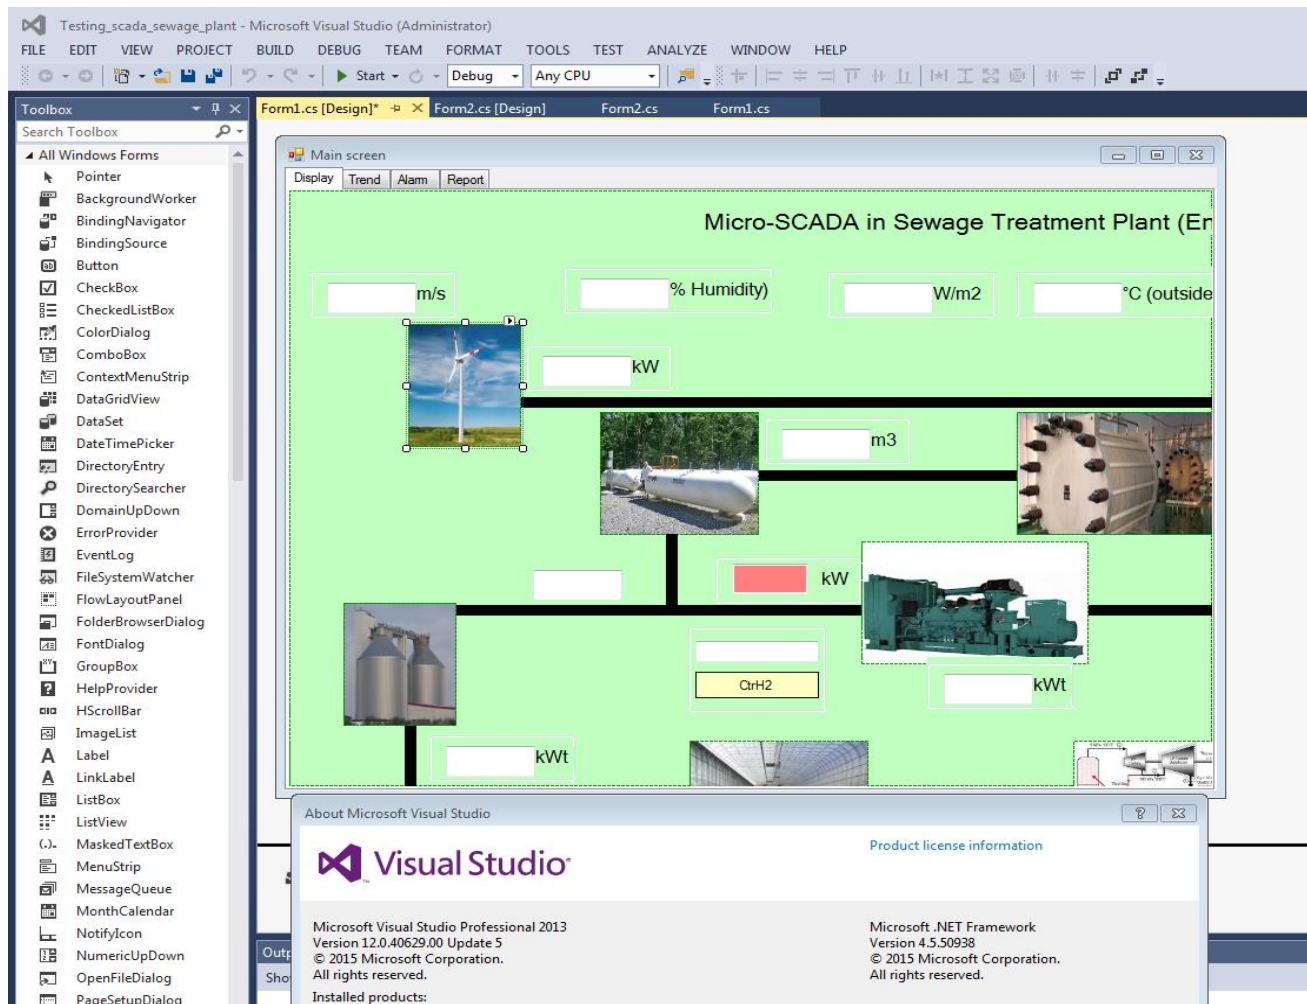 Testing_scada_sewage_plant - Microsoft Visual Studio (Administrator)
FILE EDIT VIEW PROJECT BUILD DEBUG TEAM FORMAT TOOLS TEST ANALYZE WINDOW HELP
Start Debug Any CPU
Toolbox
Form1.cs [Design]* Form2.cs [Design] Form2.cs Form1.cs
Search Toolbox
All Windows Forms
Pointer
BackgroundWorker
BindingNavigator
BindingSource
Button
CheckBox
CheckedListBox
ColorDialog
ComboBox
ContextMenuStrip
DataGridView
DataSet
DateTimePicker
DirectoryEntry
DirectorySearcher
DomainUpDown
ErrorProvider
EventLog
FileSystemWatcher
FlowLayoutPanel
FolderBrowserDialog
FontDialog
GroupBox
HelpProvider
HScrollBar
ImageList
Label
LinkLabel
ListBox
ListView
MaskedTextBox
MenuStrip
MessageQueue
MonthCalendar
NotifyIcon
NumericUpDown
OpenFileDialog
PageSetupDialog
Main screen
Display Trend Alarm Report
Micro-SCADA in Sewage Treatment Plant (En
m/s
% Humidity)
W/m2
°C (outside
kW
m3
kW
CtrH2
kWt
kWt
About Microsoft Visual Studio
Visual Studio
Product license information
Microsoft Visual Studio Professional 2013
Version 12.0.40629.00 Update 5
© 2015 Microsoft Corporation.
All rights reserved.
Microsoft .NET Framework
Version 4.5.50938
© 2015 Microsoft Corporation.
All rights reserved.
Installed products:
Outp
Sho